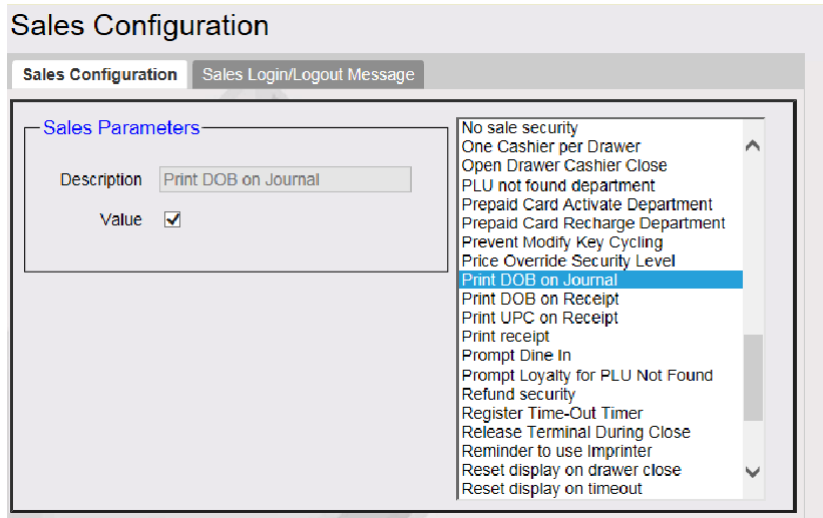 Sales Configuration
Sales Configuration Sales Login/Logout Message
Sales Parameters
Description Print DOB on Journal
Value
No sale security
One Cashier per Drawer
Open Drawer Cashier Close
PLU not found department
Prepaid Card Activate Department
Prepaid Card Recharge Department
Prevent Modify Key Cycling
Price Override Security Level
Print DOB on Journal
Print DOB on Receipt
Print UPC on Receipt
Print receipt
Prompt Dine In
Prompt Loyalty for PLU Not Found
Refund security
Register Time-Out Timer
Release Terminal During Close
Reminder to use Imprinter
Reset display on drawer close
Reset display on timeout